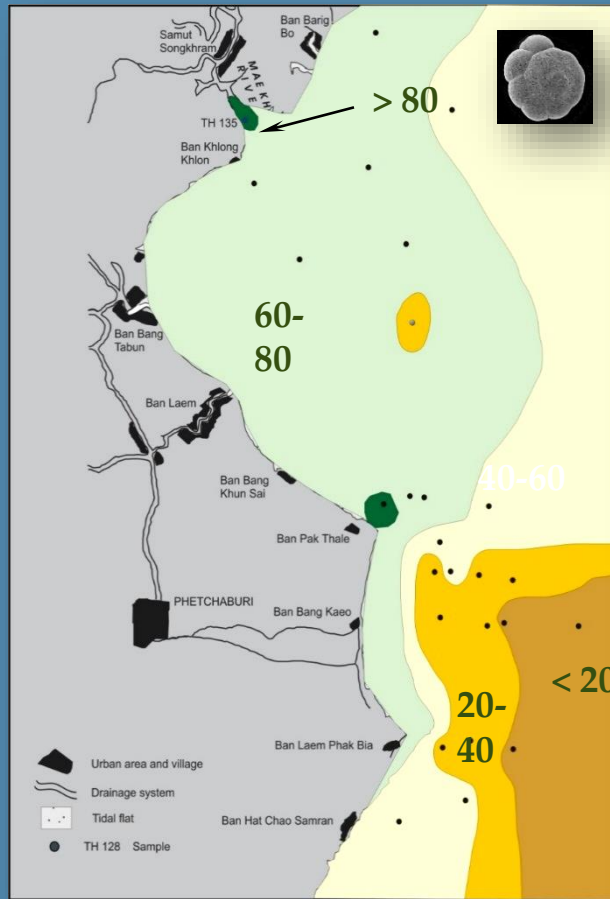 Samut
Songkhram
Ban Barig
Bo
MAEKH
RIVE
> 80
TH 135
Ban Khlong
Khlon
60-
80
Ban Bang
Tabun
Ban Laem
Ban Bang
Khun Sai
40-60
Ban Pak Thale
PHETCHABURI
Ban Bang Kaeo
< 20
20-
40
Ban Laem Phak Bia
Urban area and village
Drainage system
Tidal flat
Ban Hat Chao Samran
TH 128 Sample